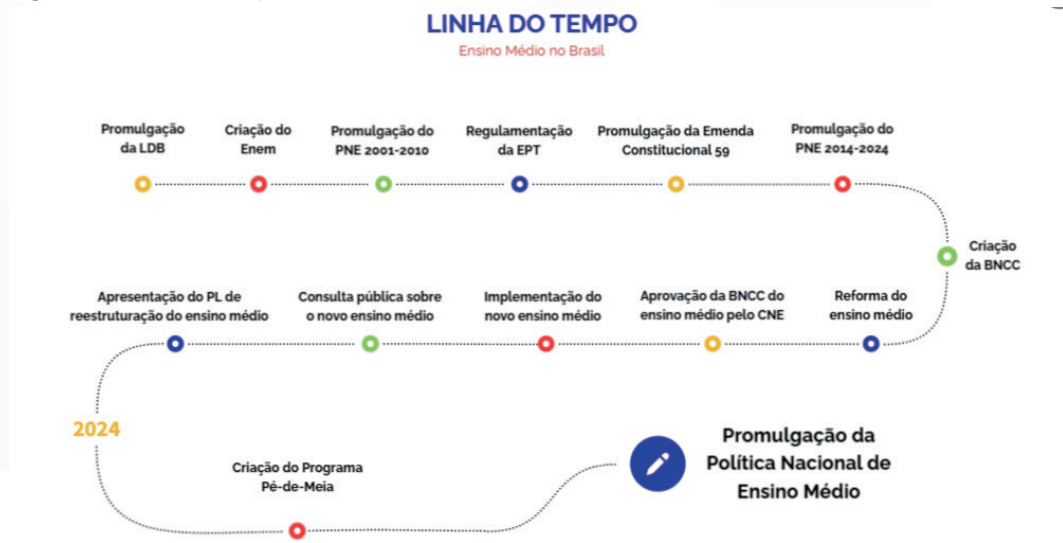 LINHA DO TEMPO
Ensino Médio no Brasil
Promulgação
da LDB
Criação do
Enem
Promulgação do
PNE 2001-2010
Regulamentação
da EPT
Promulgação da Emenda
Constitucional 59
Promulgação do
PNE 2014-2024
Criação
da BNCC
Reforma do
ensino médio
Aprovação da BNCC do
ensino médio pelo CNE
Implementação do
novo ensino médio
Consulta pública sobre
o novo ensino médio
Apresentação do PL de
reestruturação do ensino médio
2024
Criação do Programa
Pé-de-Meia
Promulgação da
Política Nacional de
Ensino Médio